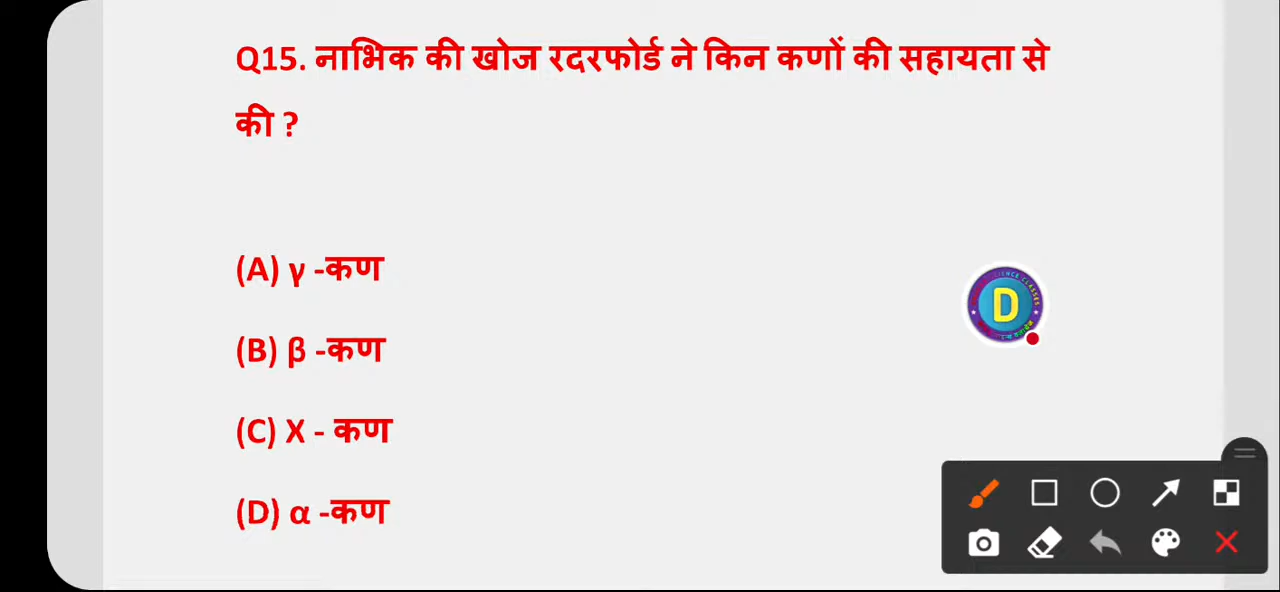 Q15. नाभिक की खोज रदरफोर्ड ने किन कणों की सहायता से
की ?
(A) γ -कण
(B) β -कण
(C) X - कण
(D) α -कण
D